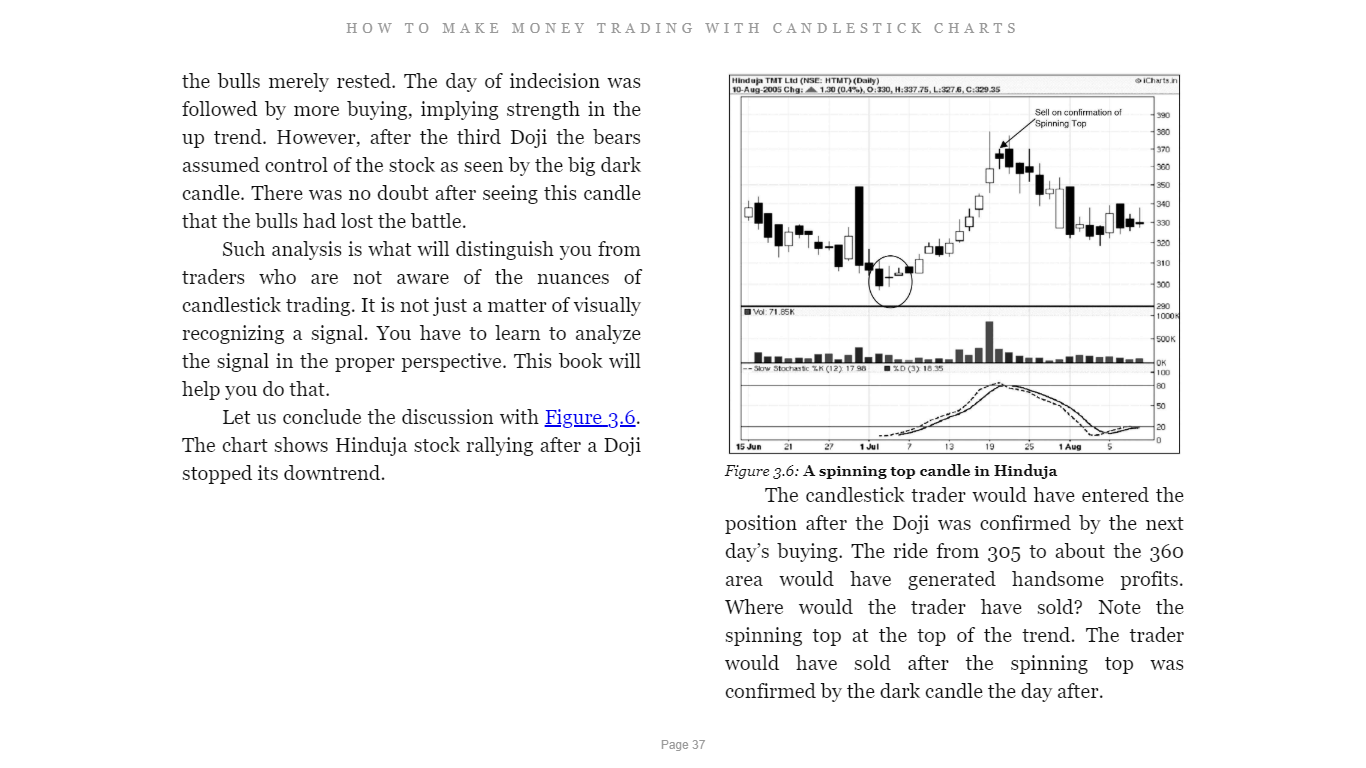 HOW TO MAKE MONEY TRADING WITH CANDLESTICK CHARTS
the bulls merely rested. The day of indecision was
followed by more buying, implying strength in the
up trend. However, after the third Doji the bears
assumed control of the stock as seen by the big dark
candle. There was no doubt after seeing this candle
that the bulls had lost the battle.
Such analysis is what will distinguish you from
traders who are not aware of the nuances of
candlestick trading. It is not just a matter of visually
recognizing a signal. You have to learn to analyze
the signal in the proper perspective. This book will
help you do that.
Let us conclude the discussion with Figure 3.6.
The chart shows Hinduja stock rallying after a Doji
stopped its downtrend.
Hinduja TMT Ltd (NSE: HTMT) (Daily)
© iCharts.in
10-Aug-2005 Chg: 1.30 (0.4%), O:330, H:337.75, L:327.6, C:329.35
Sell on confirmation of
Spinning Top
390
380
370
360
350
340
330
320
310
300
290
Vol: 71.85K
1000K
500K
0K
Slow Stochastic %K (12): 17.98 %D (3): 18.35
100
80
50
20
0
15 Jun 21 27 1 Jul 7 13 19 25 1 Aug 5
Figure 3.6: A spinning top candle in Hinduja
The candlestick trader would have entered the
position after the Doji was confirmed by the next
day’s buying. The ride from 305 to about the 360
area would have generated handsome profits.
Where would the trader have sold? Note the
spinning top at the top of the trend. The trader
would have sold after the spinning top was
confirmed by the dark candle the day after.
Page 37